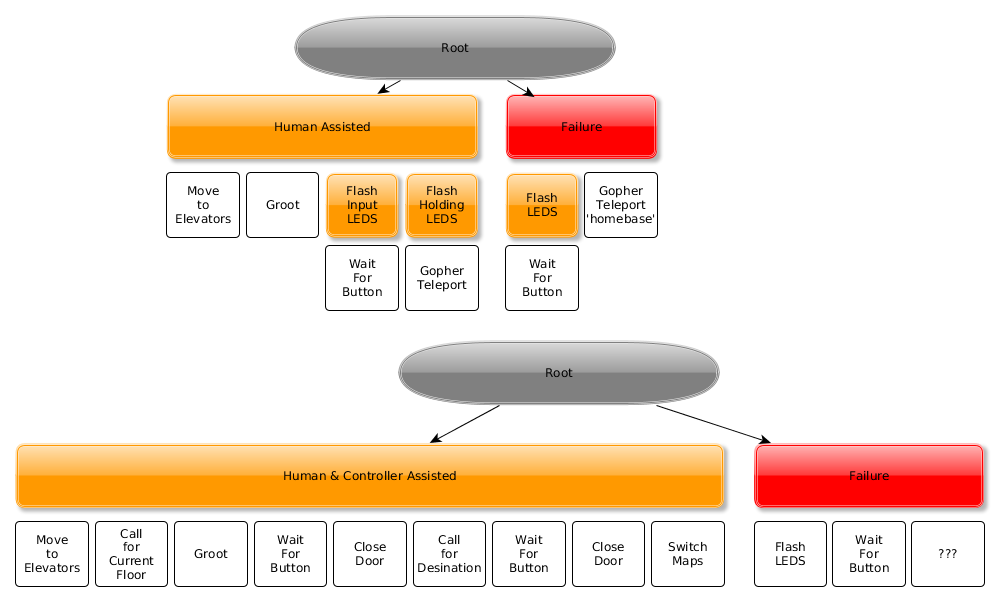 Root
Human Assisted
Failure
Move
to
Elevators
Groot
Flash
Input
LEDS
Flash
Holding
LEDS
Flash
LEDS
Gopher
Teleport
'homebase'
Wait
For
Button
Gopher
Teleport
Wait
For
Button
Root
Human & Controller Assisted
Failure
Move
to
Elevators
Call
for
Current
Floor
Groot
Wait
For
Button
Close
Door
Call
for
Desination
Wait
For
Button
Close
Door
Switch
Maps
Flash
LEDS
Wait
For
Button
???